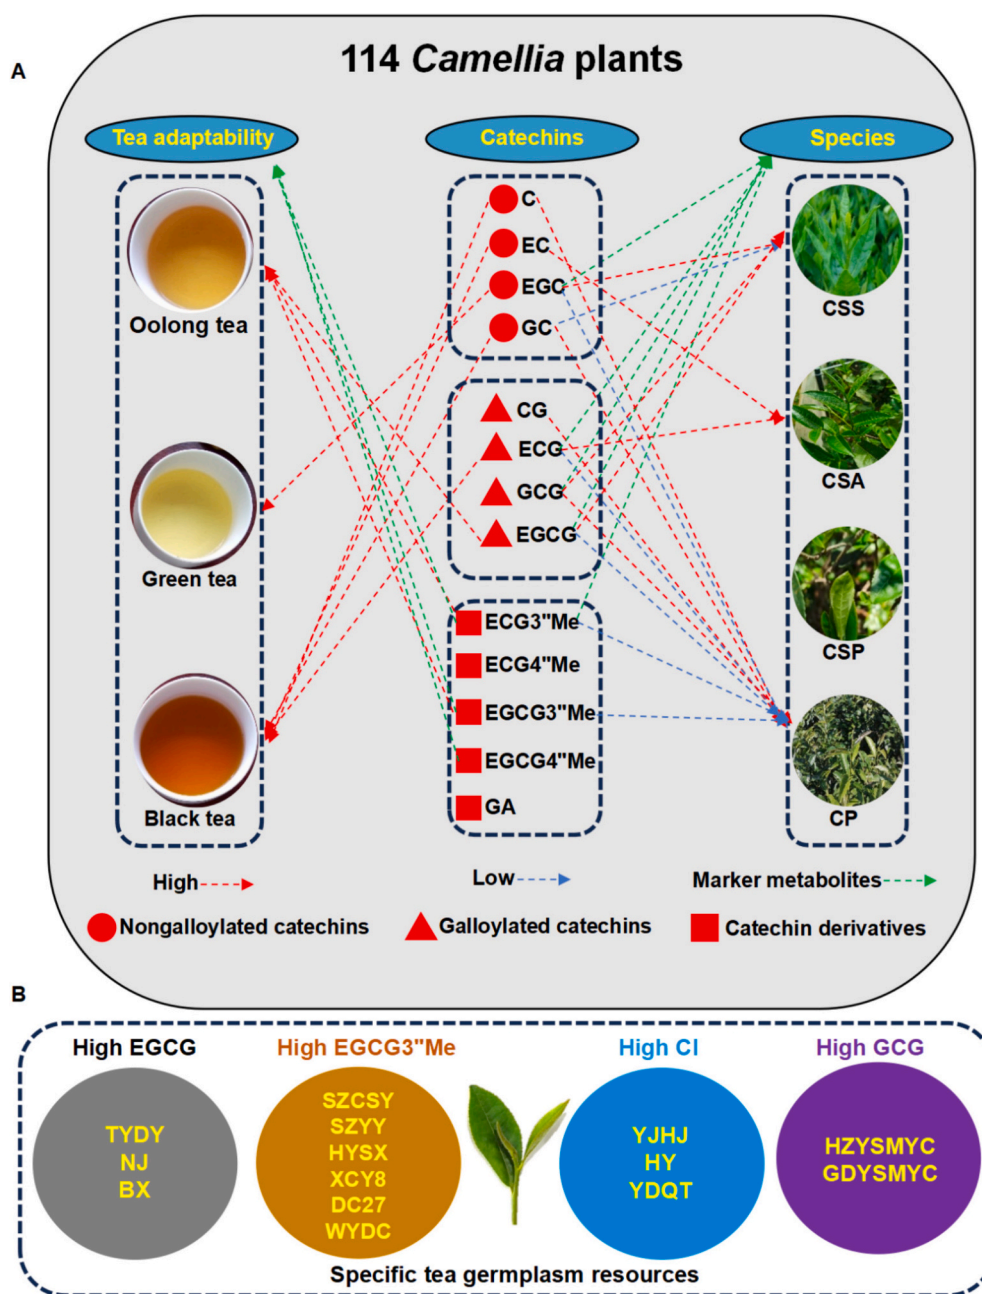 A
114 Camellia plants
Tea adaptability
Catechins
Species
Oolong tea
Green tea
Black tea
C
EC
EGC
GC
CG
ECG
GCG
EGCG
ECG3"Me
ECG4"Me
EGCG3"Me
EGCG4"Me
GA
CSS
CSA
CSP
CP
High
Low
Marker metabolites
Nongalloylated catechins
Galloylated catechins
Catechin derivatives
B
High EGCG
TYDY
NJ
BX
High EGCG3"Me
SZCSY
SZYY
HYSX
XCY8
DC27
WYDC
High CI
YJHJ
HY
YDQT
High GCG
HZYSMYC
GDYSMYC
Specific tea germplasm resources